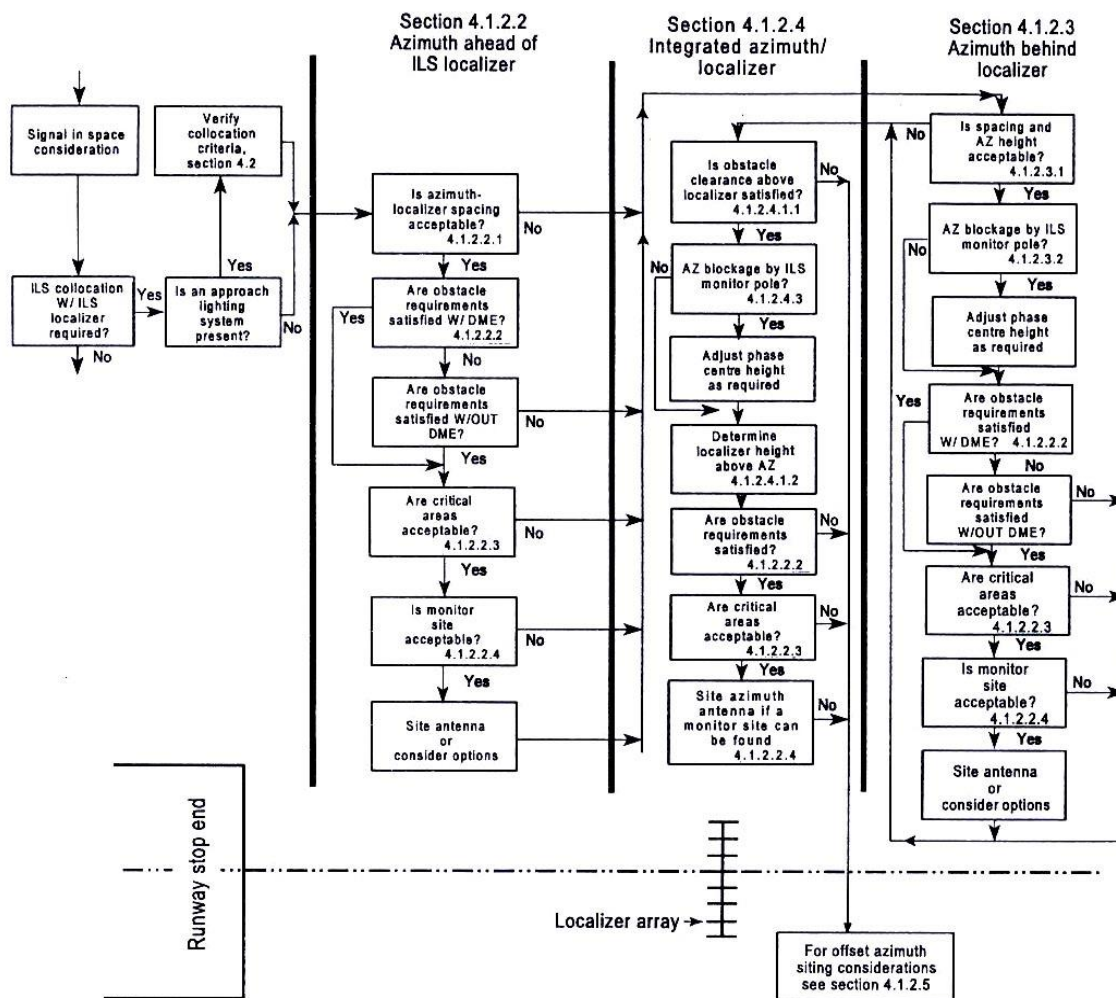 Section 4.1.2.2
Azimuth ahead of
ILS localizer
Section 4.1.2.4
Integrated azimuth/
localizer
Section 4.1.2.3
Azimuth behind
localizer
Signal in space
consideration
Verify
collocation
criteria,
section 4.2
ILS collocation
W/ ILS
localizer
required?
Yes
No
Is an approach
lighting
system
present?
Yes
No
Is azimuth-
localizer spacing
acceptable?
4.1.2.2.1
No
Yes
Are obstacle
requirements
satisfied W/ DME?
4.1.2.2.2
Yes
No
Are obstacle
requirements
satisfied W/OUT
DME?
No
Yes
Are critical
areas
acceptable?
4.1.2.2.3
No
Yes
Is monitor
site
acceptable?
4.1.2.2.4
No
Yes
Site antenna
or
consider options
Is obstacle
clearance above
localizer satisfied?
4.1.2.4.1.1
No
Yes
AZ blockage by ILS
monitor pole?
4.1.2.4.3
No
Yes
Adjust phase
centre height
as required
Determine
localizer height
above AZ
4.1.2.4.1.2
Are obstacle
requirements
satisfied?
4.1.2.2.2
No
Yes
Are critical
areas
acceptable?
4.1.2.2.3
No
Yes
Site azimuth
antenna if a
monitor site can
be found
4.1.2.2.4
No
Is spacing and
AZ height
acceptable?
4.1.2.3.1
No
Yes
AZ blockage by ILS
monitor pole?
4.1.2.3.2
No
Yes
Adjust phase
centre height
as required
Are obstacle
requirements
satisfied
W/ DME? 4.1.2.2.2
Yes
No
Are obstacle
requirements
satisfied
W/OUT DME?
No
Yes
Are critical
areas
acceptable?
4.1.2.2.3
No
Yes
Is monitor
site
acceptable?
4.1.2.2.4
No
Yes
Site antenna
or
consider options
Runway stop end
Localizer array
For offset azimuth
siting considerations
see section 4.1.2.5